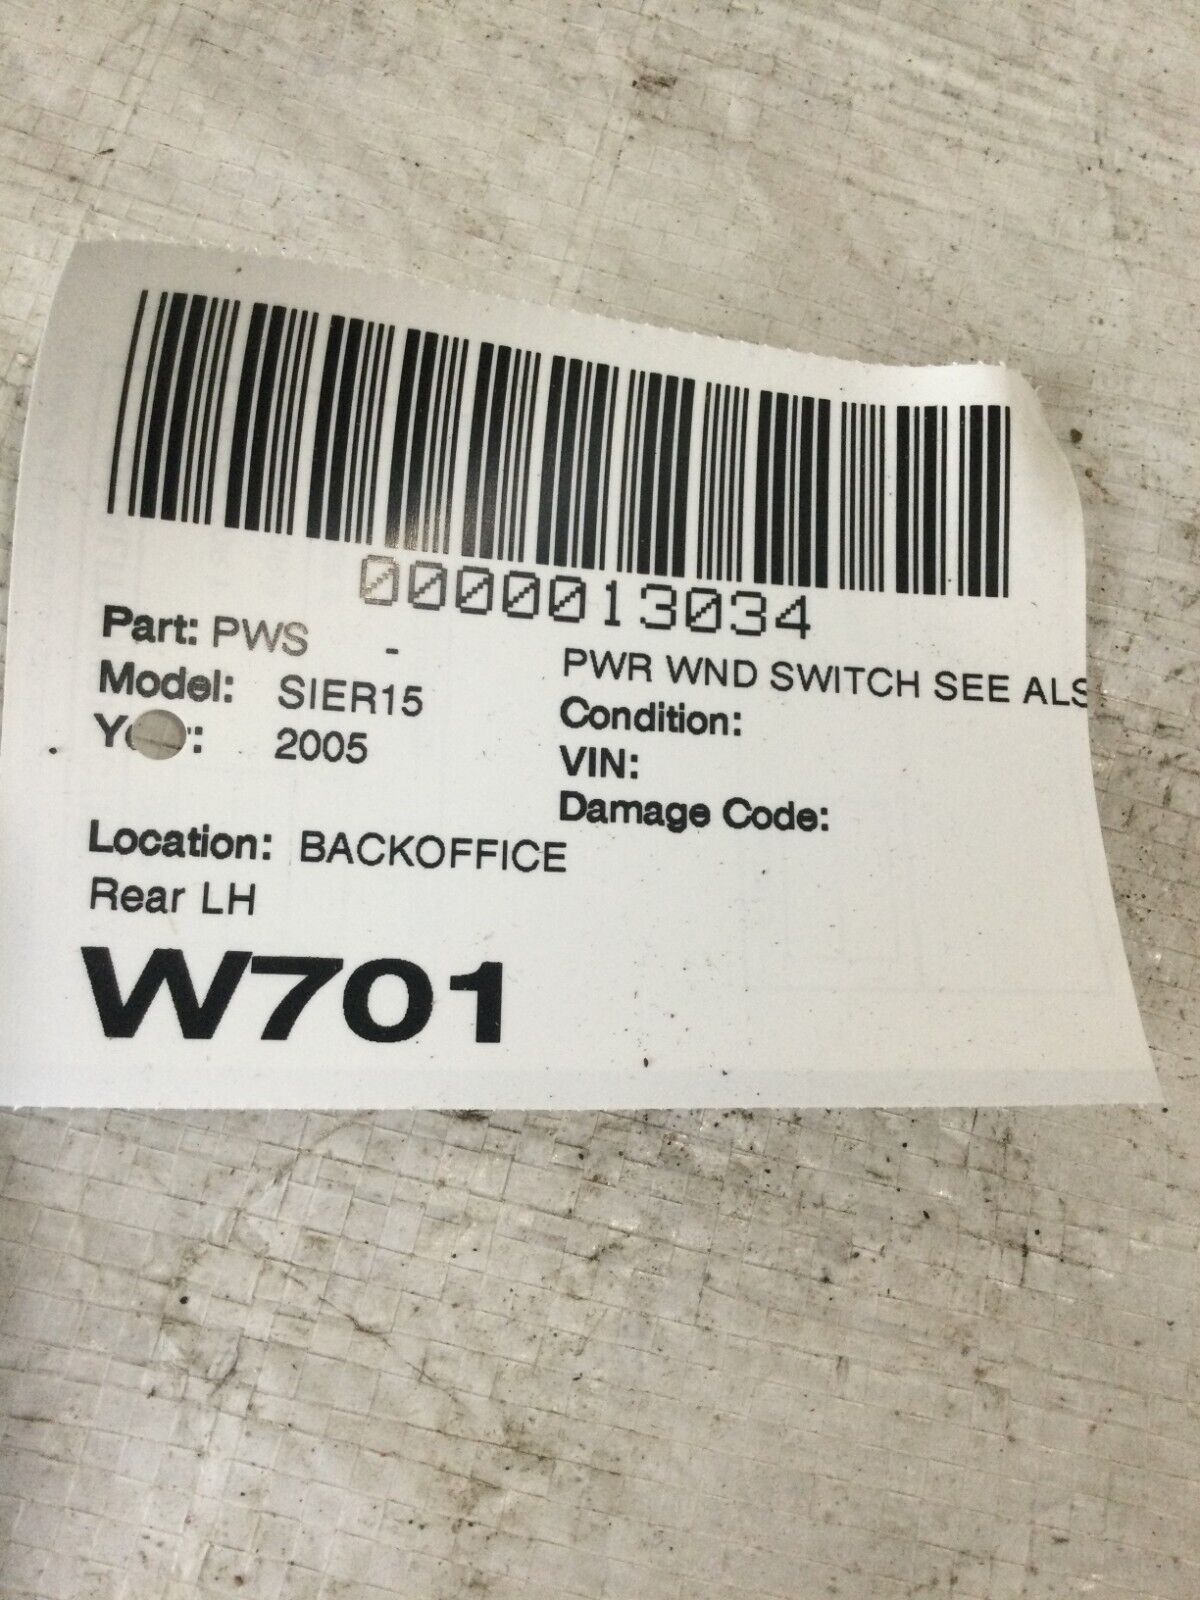 0000013034
Part: PWS -
PWR WND SWITCH SEE ALS
Model: SIER15
Condition:
2005
VIN:
Damage Code:
Location: BACKOFFICE
Rear LH
W701